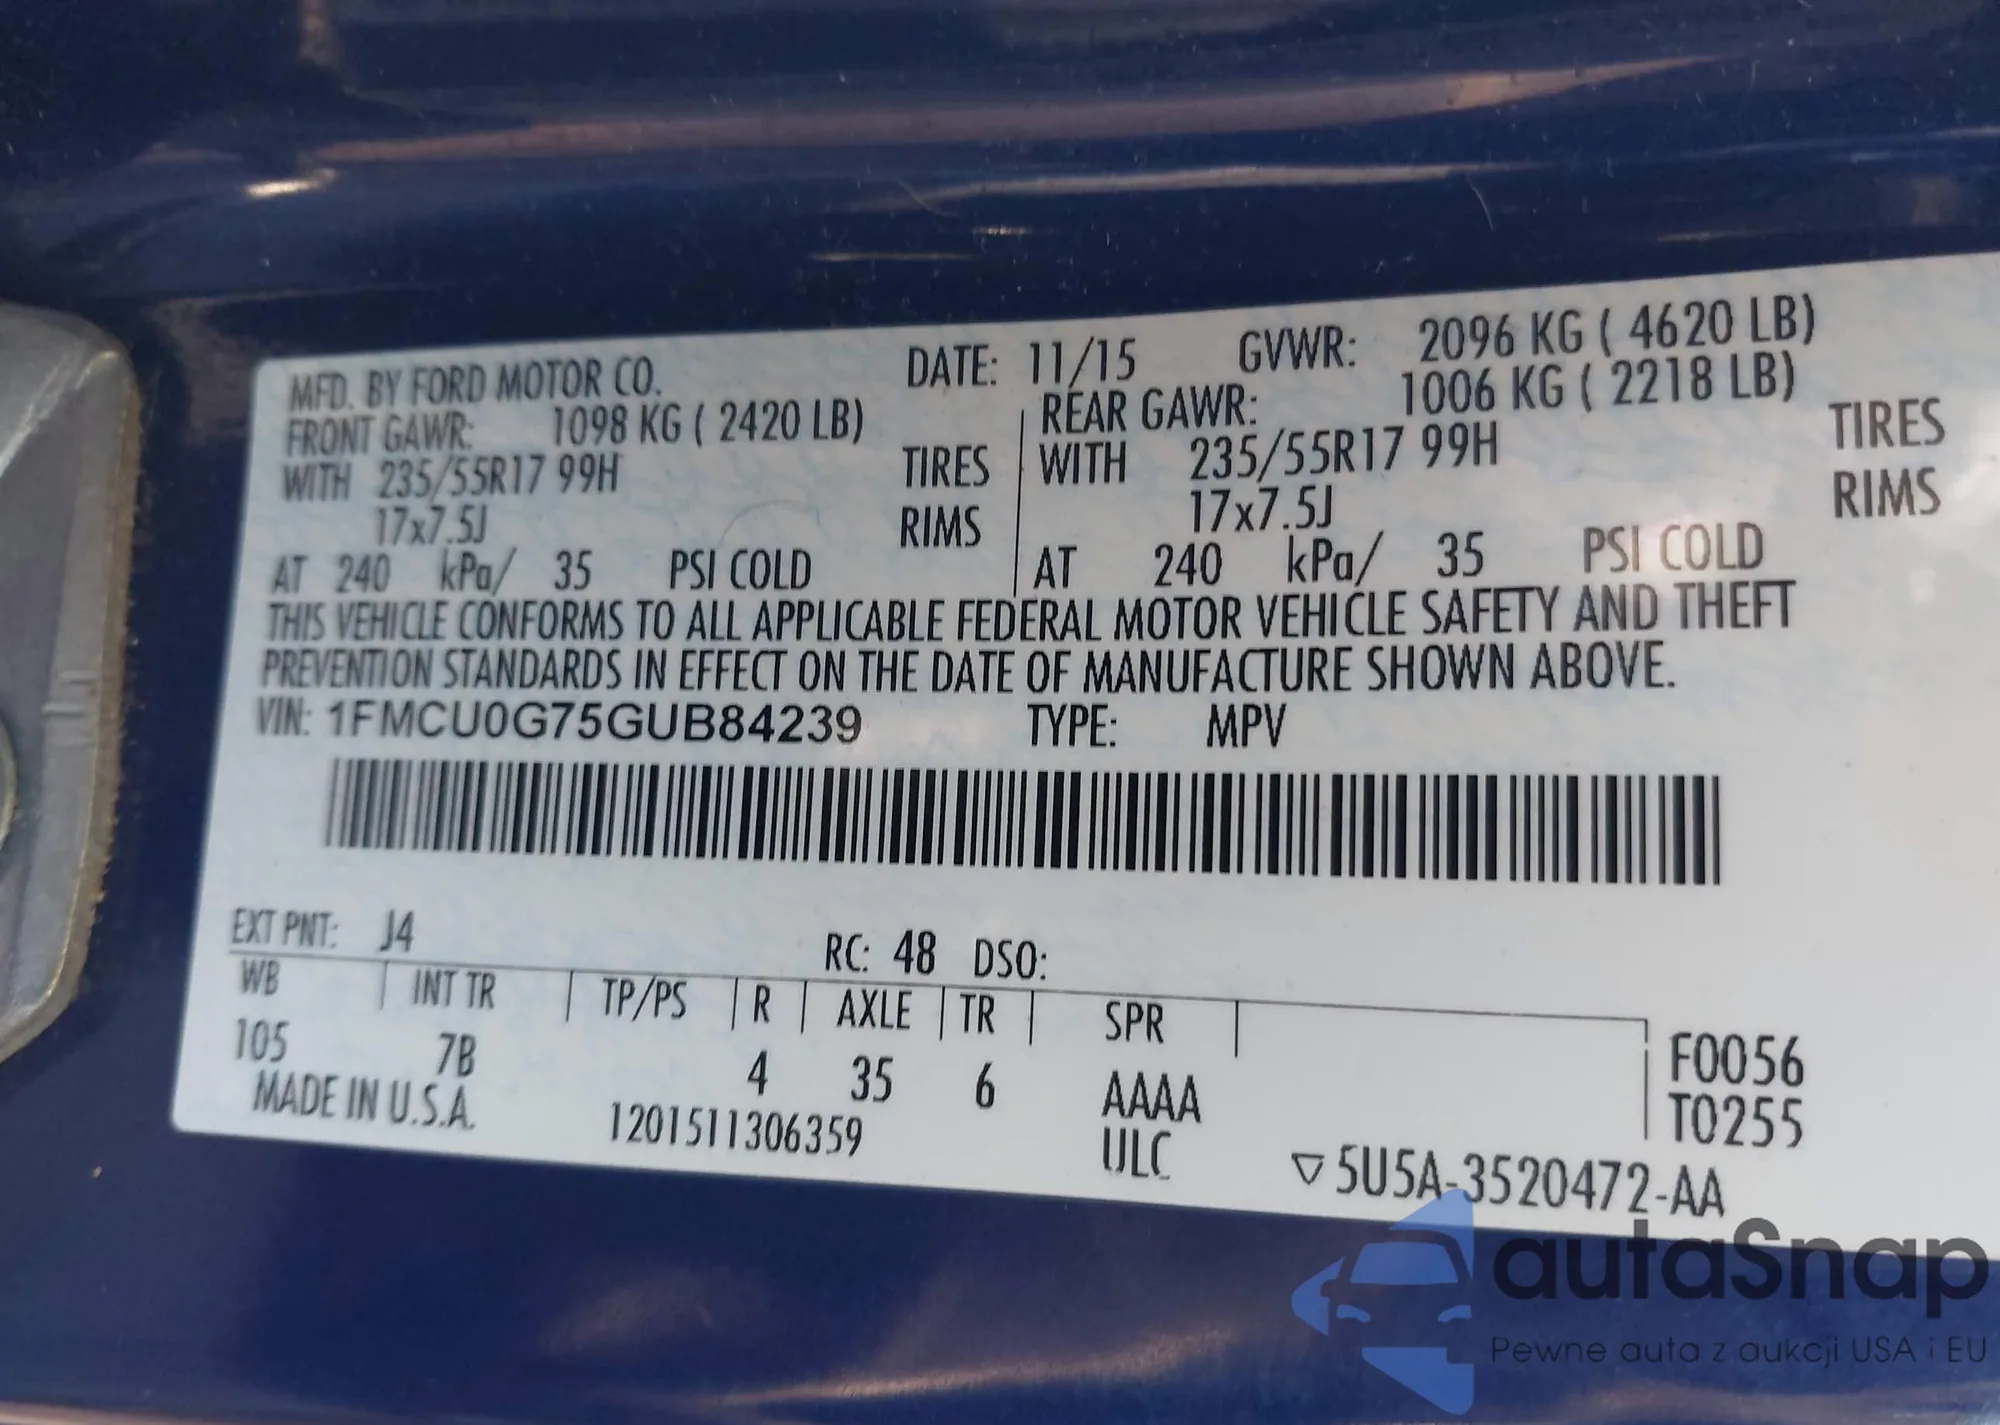 MFD. BY FORD MOTOR CO. DATE: 11/15 GVWR: 2096 KG ( 4620 LB)
FRONT GAWR: 1098 KG ( 2420 LB) REAR GAWR: 1006 KG ( 2218 LB)
WITH 235/55R17 99H TIRES WITH 235/55R17 99H TIRES
17x7.5J RIMS 17x7.5J RIMS
AT 240 kPa/ 35 PSI COLD AT 240 kPa/ 35 PSI COLD
THIS VEHICLE CONFORMS TO ALL APPLICABLE FEDERAL MOTOR VEHICLE SAFETY AND THEFT
PREVENTION STANDARDS IN EFFECT ON THE DATE OF MANUFACTURE SHOWN ABOVE.
VIN: 1FMCU0G75GUB84239 TYPE: MPV
EXT PNT: J4 RC: 48 DSO:
WB INT TR TP/PS R AXLE TR SPR
105 7B 4 35 6 AAAA F0056
MADE IN U.S.A. 1201511306359 ULC T0255
▽5U5A-3520472-AA
autaSnap
Pewne auta z aukcji USA i EU